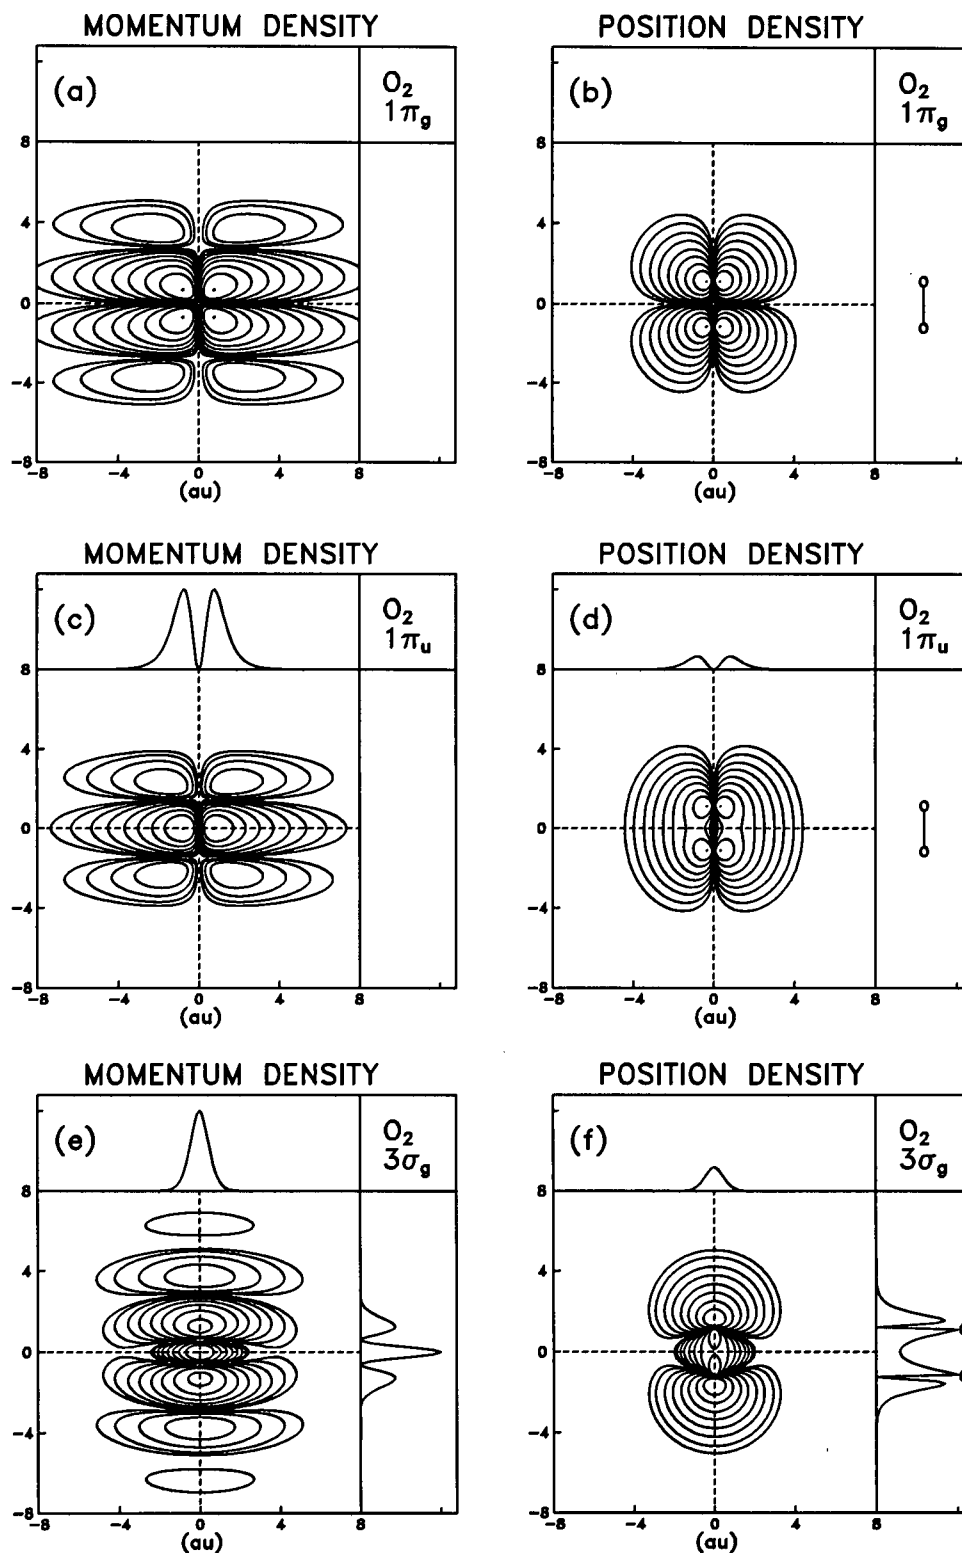 MOMENTUM DENSITY
(a)
O₂
1πg
8
4
0
-4
-8
-8 -4 0 4 8
(au)
POSITION DENSITY
(b)
O₂
1πg
8
4
0
-4
-8
-8 -4 0 4 8
(au)
MOMENTUM DENSITY
(c)
O₂
1πu
8
4
0
-4
-8
-8 -4 0 4 8
(au)
POSITION DENSITY
(d)
O₂
1πu
8
4
0
-4
-8
-8 -4 0 4 8
(au)
MOMENTUM DENSITY
(e)
O₂
3σg
8
4
0
-4
-8
-8 -4 0 4 8
(au)
POSITION DENSITY
(f)
O₂
3σg
8
4
0
-4
-8
-8 -4 0 4 8
(au)